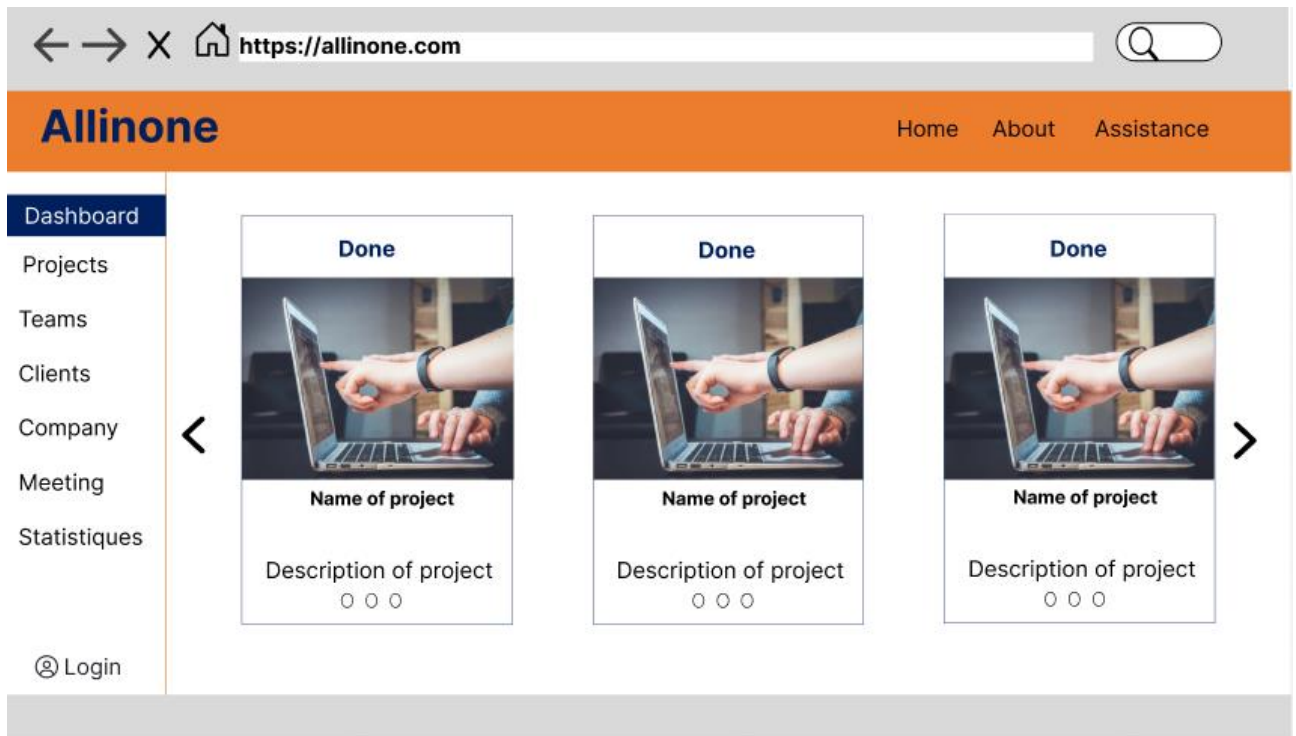 https://allinone.com
Allinone
Home About Assistance
Dashboard
Projects
Teams
Clients
Company
Meeting
Statistiques
Login
Done
Name of project
Description of project
Done
Name of project
Description of project
Done
Name of project
Description of project